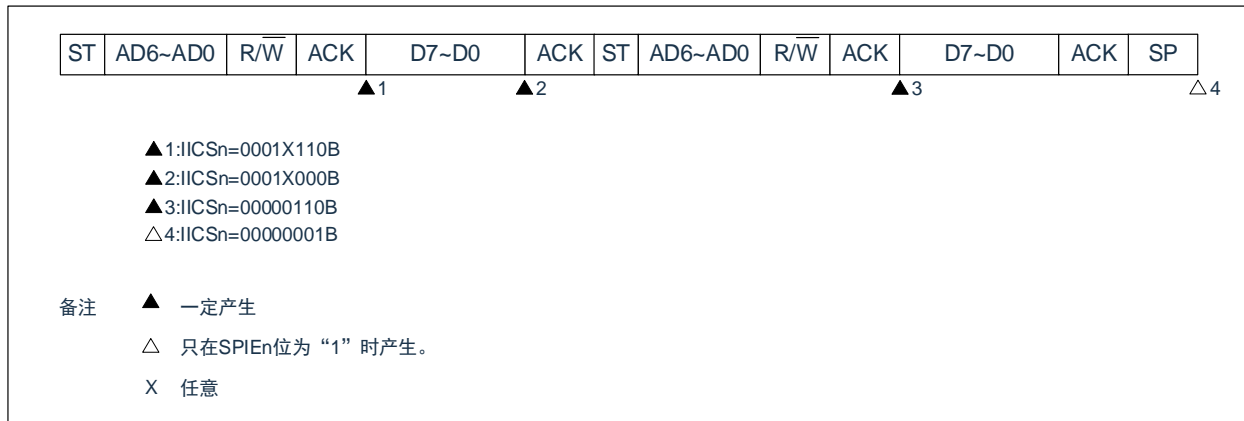 ST AD6~AD0 R/W ACK D7~D0 ACK ST AD6~AD0 R/W ACK D7~D0 ACK SP
▲1 ▲2 ▲3 △4
▲1:IICSn=0001X110B
▲2:IICSn=0001X000B
▲3:IICSn=00000110B
△4:IICSn=00000001B
备注 ▲ 一定产生
△ 只在SPIEn位为“1”时产生。
X 任意